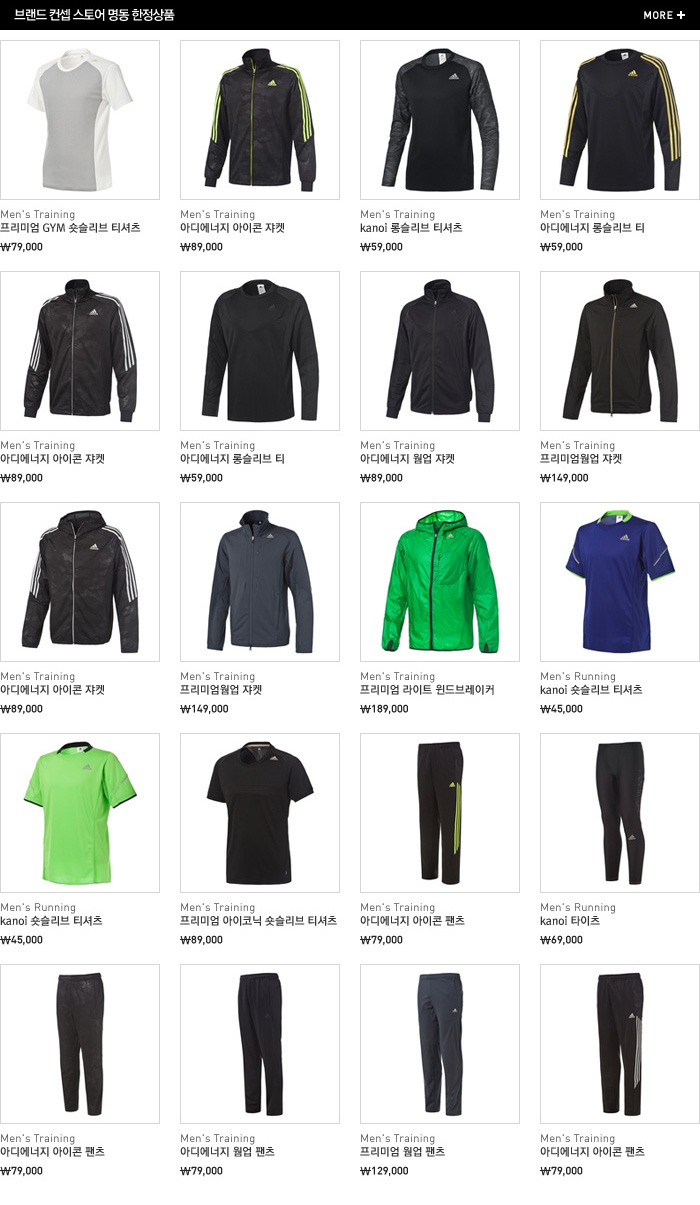 브랜드 컨셉 스토어 명동 한정상품 MORE +
Men's Training
프리미엄 GYM 숏슬리브 티셔츠
₩79,000
Men's Training
아디에너지 아이콘 쟈켓
₩89,000
Men's Training
kanoi 롱슬리브 티셔츠
₩59,000
Men's Training
아디에너지 롱슬리브 티
₩59,000
Men's Training
아디에너지 아이콘 쟈켓
₩89,000
Men's Training
아디에너지 롱슬리브 티
₩59,000
Men's Training
아디에너지 웜업 쟈켓
₩89,000
Men's Training
프리미엄웜업 쟈켓
₩149,000
Men's Training
아디에너지 아이콘 쟈켓
₩89,000
Men's Training
프리미엄웜업 쟈켓
₩149,000
Men's Training
프리미엄 라이트 윈드브레이커
₩189,000
Men's Running
kanoi 숏슬리브 티셔츠
₩45,000
Men's Running
kanoi 숏슬리브 티셔츠
₩45,000
Men's Training
프리미엄 아이코닉 숏슬리브 티셔츠
₩89,000
Men's Training
아디에너지 아이콘 팬츠
₩79,000
Men's Running
kanoi 타이츠
₩69,000
Men's Training
아디에너지 아이콘 팬츠
₩79,000
Men's Training
아디에너지 웜업 팬츠
₩79,000
Men's Training
프리미엄 웜업 팬츠
₩129,000
Men's Training
아디에너지 아이콘 팬츠
₩79,000